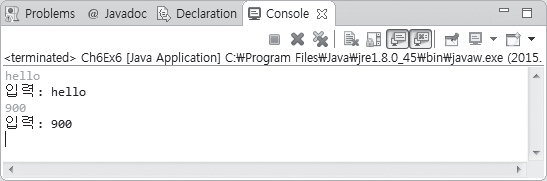 Problems @ Javadoc Declaration Console
<terminated> Ch6Ex6 [Java Application] C:₩Program Files₩Java₩jre1.8.0_45₩bin₩javaw.exe (2015.
hello
입력: hello
900
입력: 900